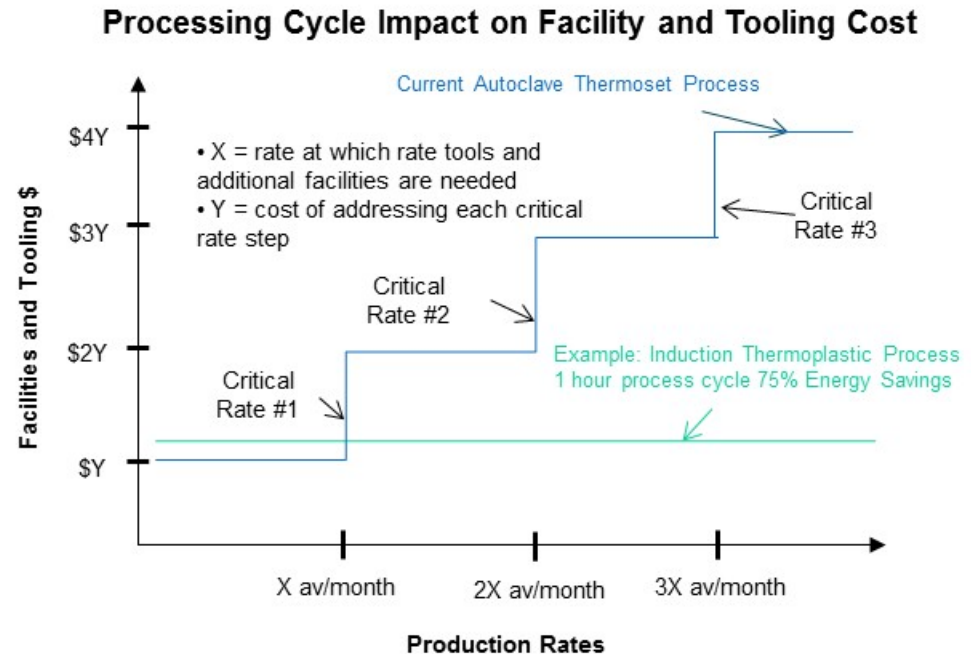 Processing Cycle Impact on Facility and Tooling Cost
Current Autoclave Thermoset Process
$4Y
• X = rate at which rate tools and
additional facilities are needed
• Y = cost of addressing each critical
rate step
Critical
Rate #3
$3Y
Facilities and Tooling $
Critical
Rate #2
$2Y
Example: Induction Thermoplastic Process
1 hour process cycle 75% Energy Savings
Critical
Rate #1
$Y
X av/month
2X av/month
3X av/month
Production Rates